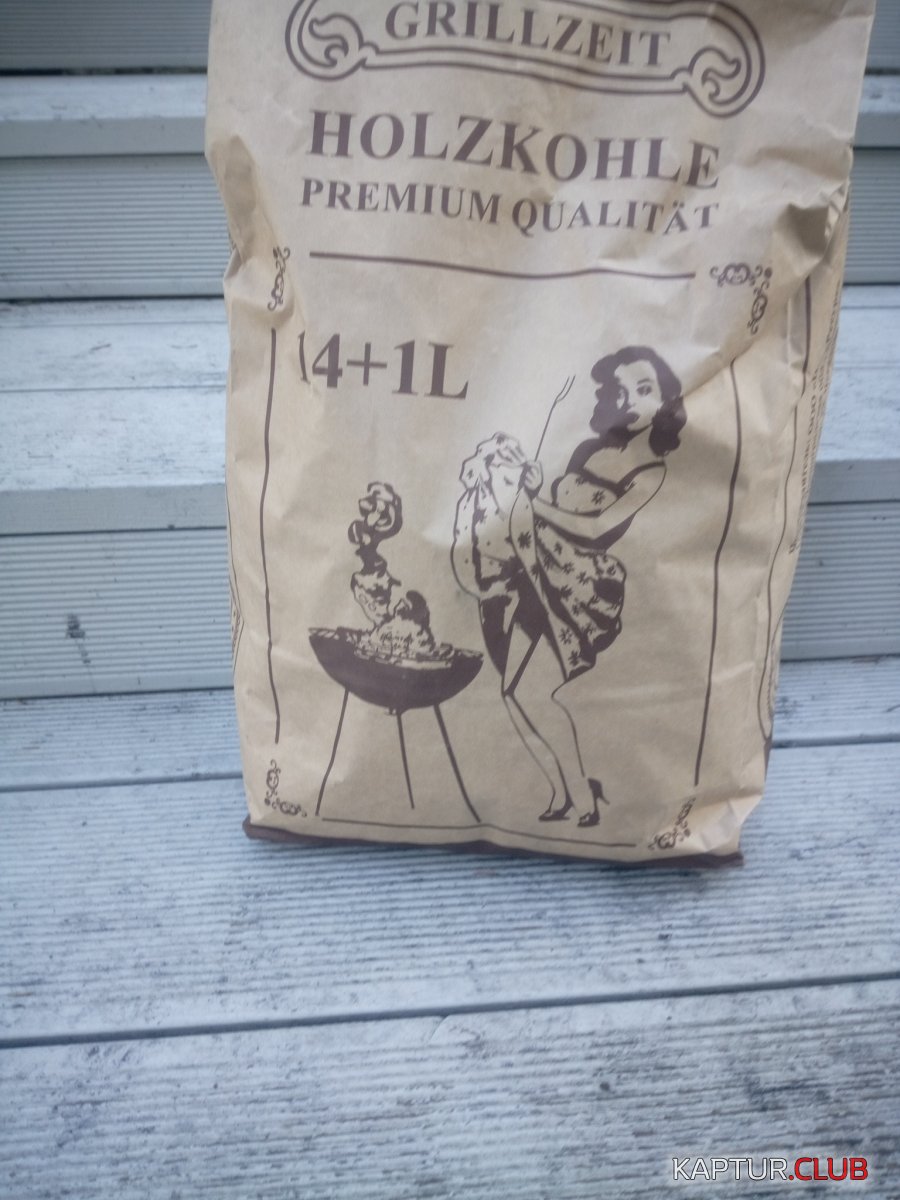 GRILLZEIT
HOLZKOHLE
PREMIUM QUALITÄT
14+1L
KAPTUR.CLUB